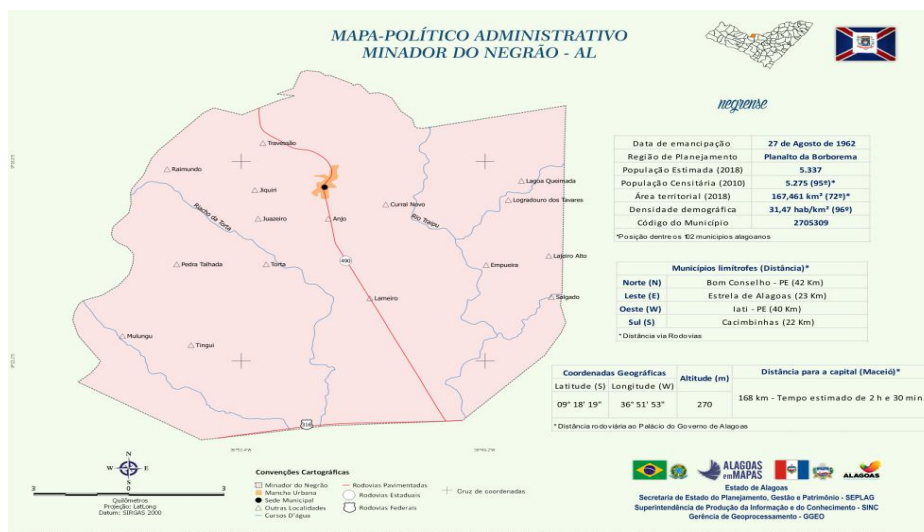 MAPA-POLÍTICO ADMINISTRATIVO
MINADOR DO NEGRÃO - AL
negrense
Data de emancipação 27 de Agosto de 1962
Região de Planejamento Planalto da Borborema
População Estimada (2018) 5.337
População Censitária (2010) 5.275 (95º)*
Área territorial (2018) 167,461 km² (72º)*
Densidade demográfica 31,47 hab/km² (96º)
Código do Município 2705309
*Posição dentre os 102 municípios alagoanos
Municípios limítrofes (Distância)*
Norte (N) Bom Conselho - PE (42 Km)
Leste (E) Estrela de Alagoas (23 Km)
Oeste (W) Iati - PE (40 Km)
Sul (S) Cacimbinhas (22 Km)
* Distância via Rodovias
Coordenadas Geográficas Altitude (m) Distância para a capital (Maceió)*
Latitude (S) Longitude (W)
09° 18' 19" 36° 51' 53" 270 168 km - Tempo estimado de 2 h e 30 min.
* Distância rodoviária ao Palácio do Governo de Alagoas
Travessão
Raimundo
Jiquiri
Juazeiro
Anjo
Curral Novo
Lagoa Queimada
Logradouro dos Tavares
Riacho da Torta
Rio Traipu
Pedra Talhada
Torta
490
Empueira
Lajeiro Alto
Lameiro
Salgado
Mulungu
Tingui
316
N
W E
S
3 0 3
Quilômetros
Projeção: LatLong
Datum: SIRGAS 2000
Convenções Cartográficas
Minador do Negrão
Mancha Urbana
Sede Municipal
Outras Localidades
Cursos D'água
Rodovias Pavimentadas
Rodovias Estaduais
Rodovias Federais
Cruz de coordenadas
ALAGOAS
em MAPAS
ALAGOAS
Estado de Alagoas
Secretaria de Estado do Planejamento, Gestão e Patrimônio - SEPLAG
Superintendência de Produção da Informação e do Conhecimento - SINC
Gerência de Geoprocessamento - GGEO